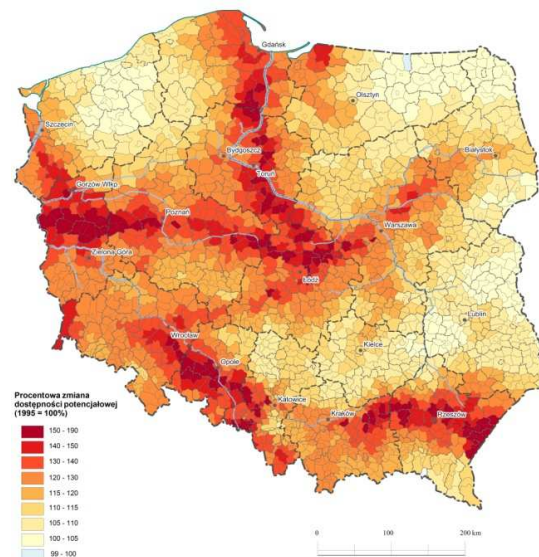 Gdańsk
Olsztyn
Szczecin
Bydgoszcz
Białystok
Toruń
Gorzów Wlkp
Poznań
Warszawa
Zielona Góra
Łódź
Lublin
Wrocław
Kielce
Opole
Katowice
Kraków
Rzeszów
Procentowa zmiana
dostępności potencjałowej
(1995 = 100%)
150 - 190
140 - 150
130 - 140
120 - 130
115 - 120
110 - 115
105 - 110
100 - 105
99 - 100
0 100 200 km